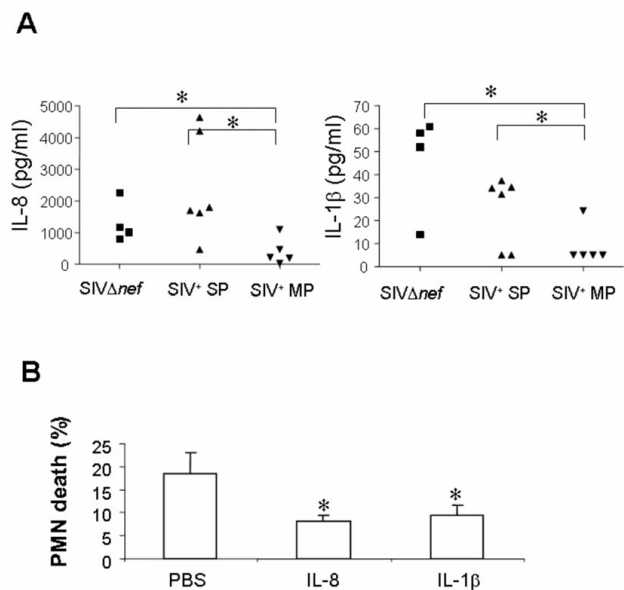 A
* *
* *
IL-8 (pg/ml)
5000
4000
3000
2000
1000
0
SIVΔnef SIV⁺ SP SIV⁺ MP
IL-1β (pg/ml)
70
60
50
40
30
20
10
0
SIVΔnef SIV⁺ SP SIV⁺ MP
B
PMN death (%)
25
20
15
10
5
0
* *
PBS IL-8 IL-1β